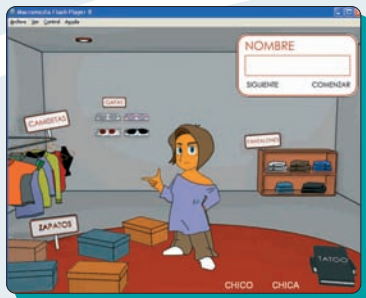 Macromedia Flash Player 8
Archivo Ver Control Ayuda
NOMBRE
SIGUIENTE COMENZAR
GAFAS
CAMISETAS
PANTALONES
ZAPATOS
TATOO
CHICO CHICA